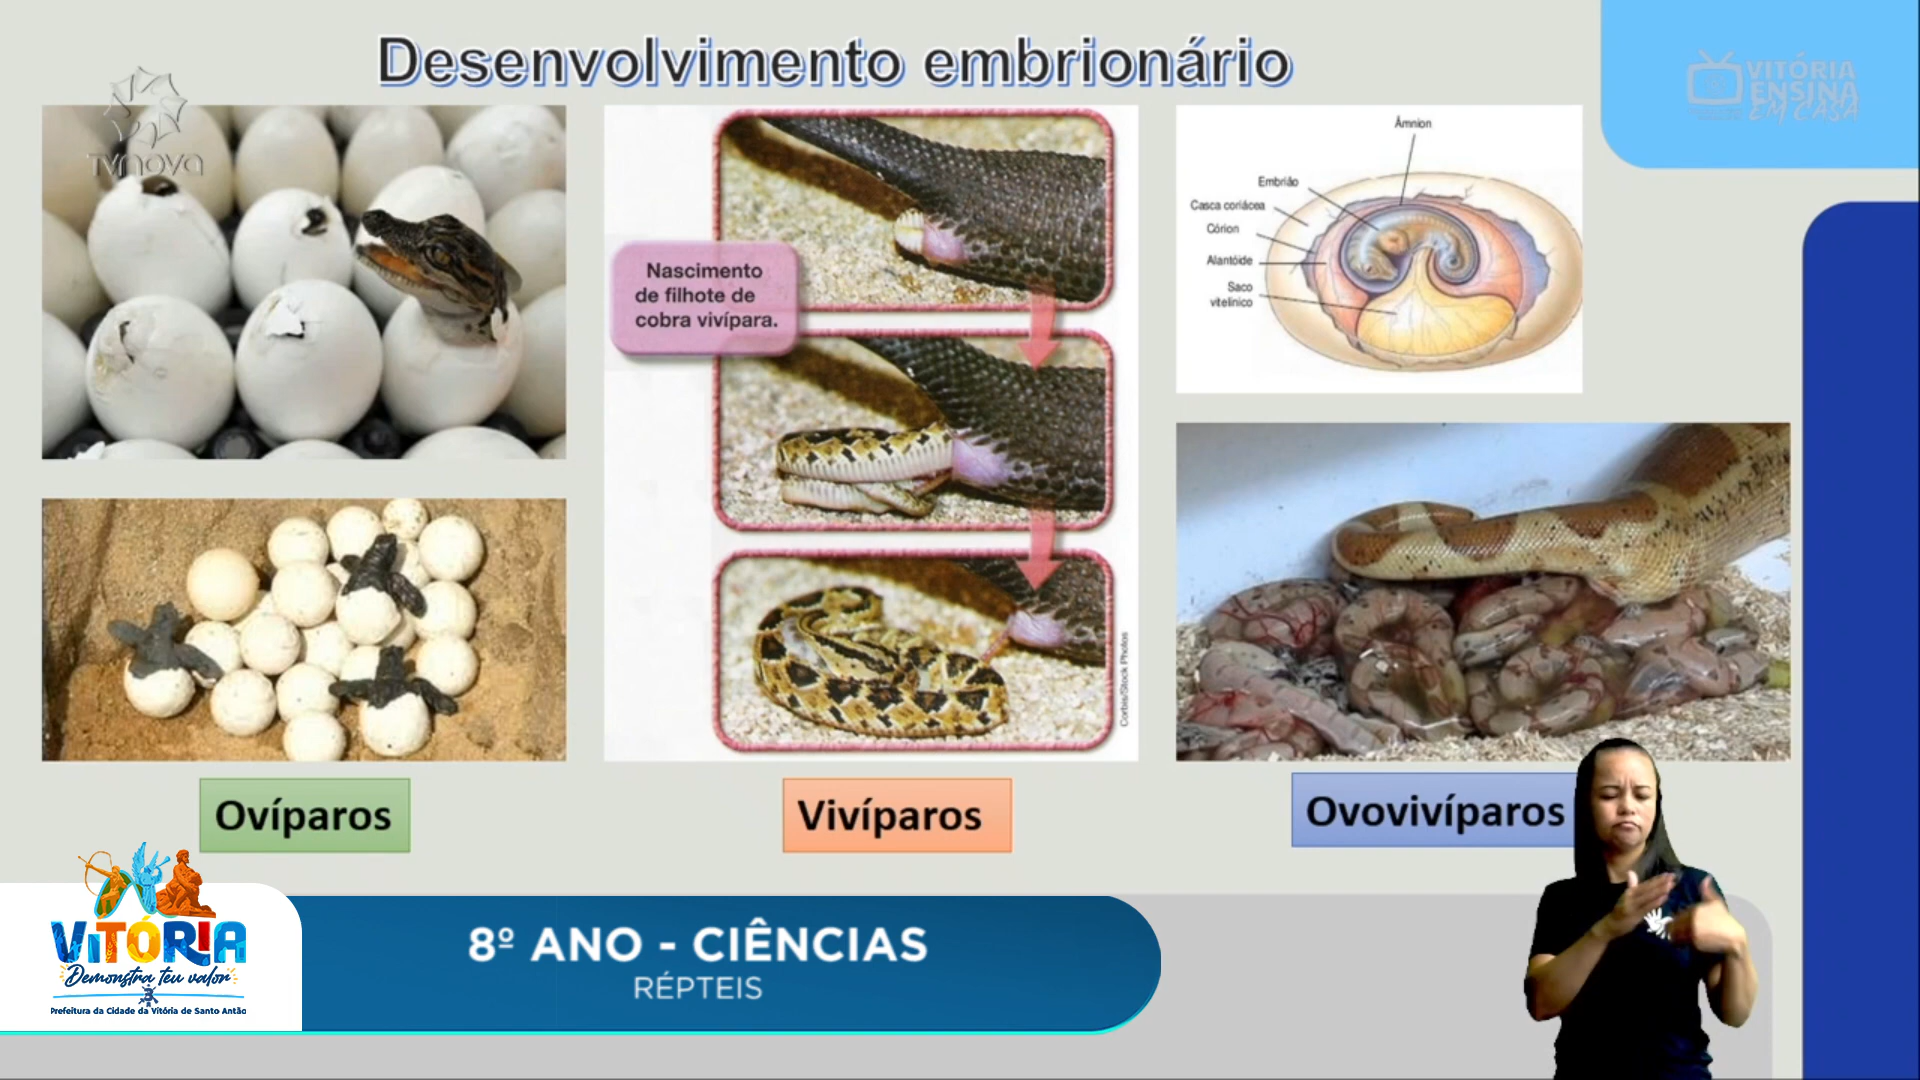 Desenvolvimento embrionário
TV nova
VITÓRIA
ENSINA
EM CASA
Nascimento
de filhote de
cobra vivípara.
Corbis/Stock Photos
Âmnion
Embrião
Casca coriácea
Córion
Alantóide
Saco
vitelínico
Ovíparos
Vivíparos
Ovovivíparos
8º ANO - CIÊNCIAS
RÉPTEIS
VITÓRIA
Demonstra teu valor
Prefeitura da Cidade da Vitória de Santo Antão